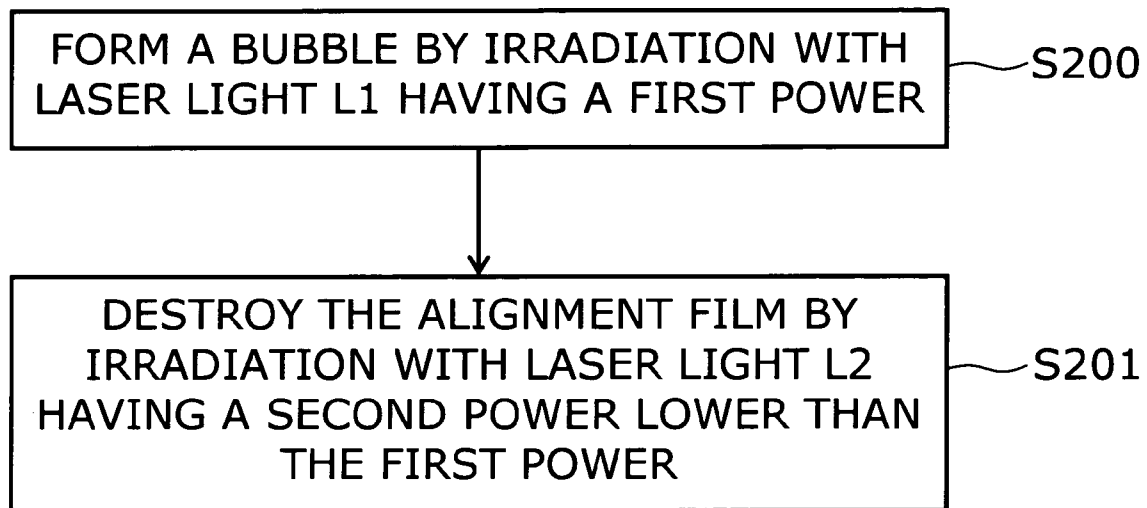 FORM A BUBBLE BY IRRADIATION WITH
LASER LIGHT L1 HAVING A FIRST POWER
S200
DESTROY THE ALIGNMENT FILM BY
IRRADIATION WITH LASER LIGHT L2
HAVING A SECOND POWER LOWER THAN
THE FIRST POWER
S201